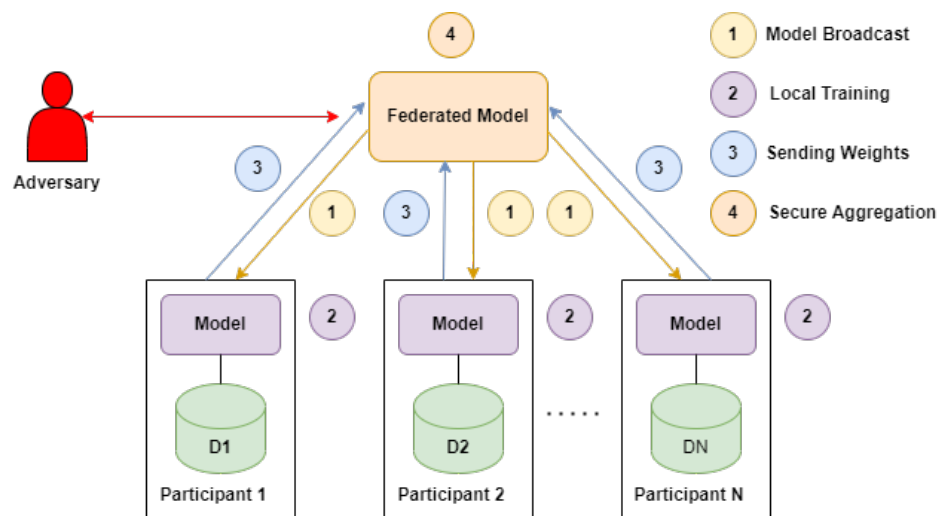 4
1 Model Broadcast
Federated Model
2 Local Training
Adversary
3
3
3 Sending Weights
1
3
1
1
4 Secure Aggregation
Model
2
Model
2
Model
2
D1
D2
.....
DN
Participant 1
Participant 2
Participant N